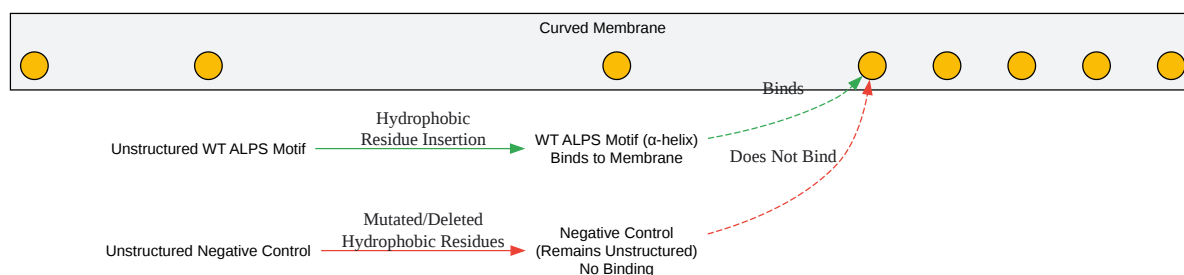 Curved Membrane
Binds
Hydrophobic
Residue Insertion
Unstructured WT ALPS Motif
WT ALPS Motif (α-helix)
Binds to Membrane
Does Not Bind
Mutated/Deleted
Hydrophobic Residues
Unstructured Negative Control
Negative Control
(Remains Unstructured)
No Binding